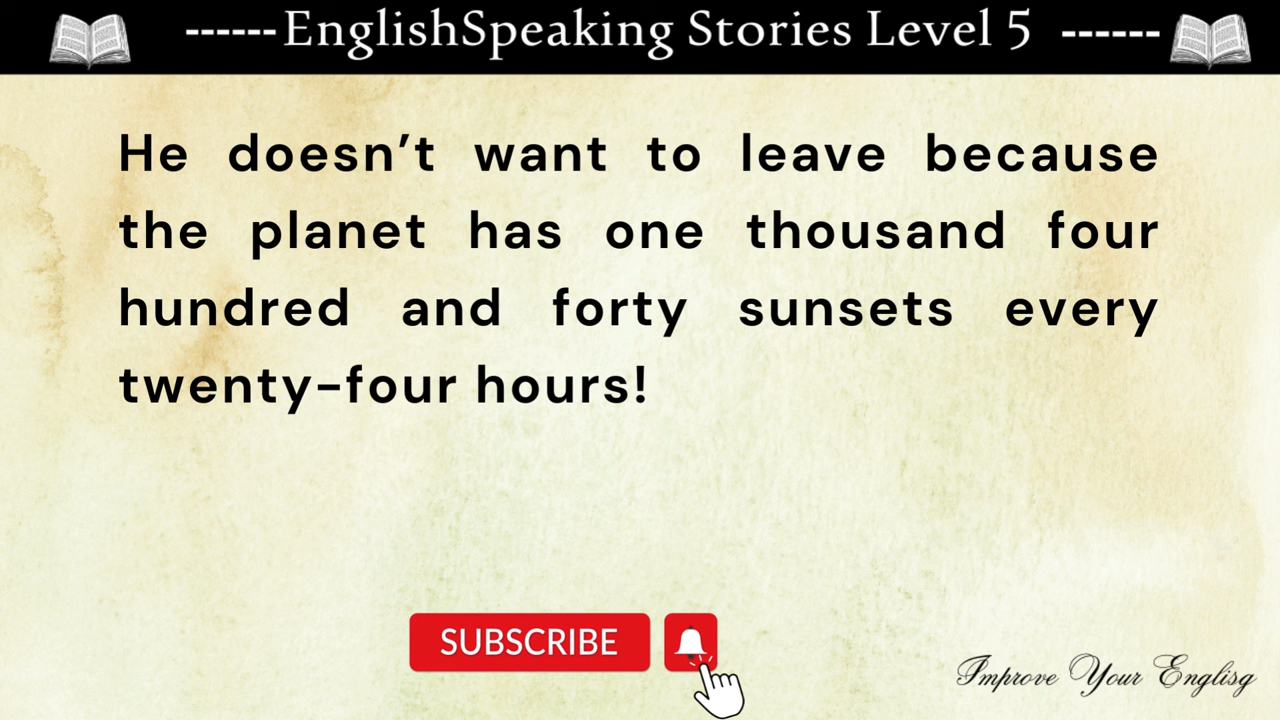 ------EnglishSpeaking Stories Level 5 ------
He doesn’t want to leave because
the planet has one thousand four
hundred and forty sunsets every
twenty-four hours!
SUBSCRIBE
Improve Your Englisg